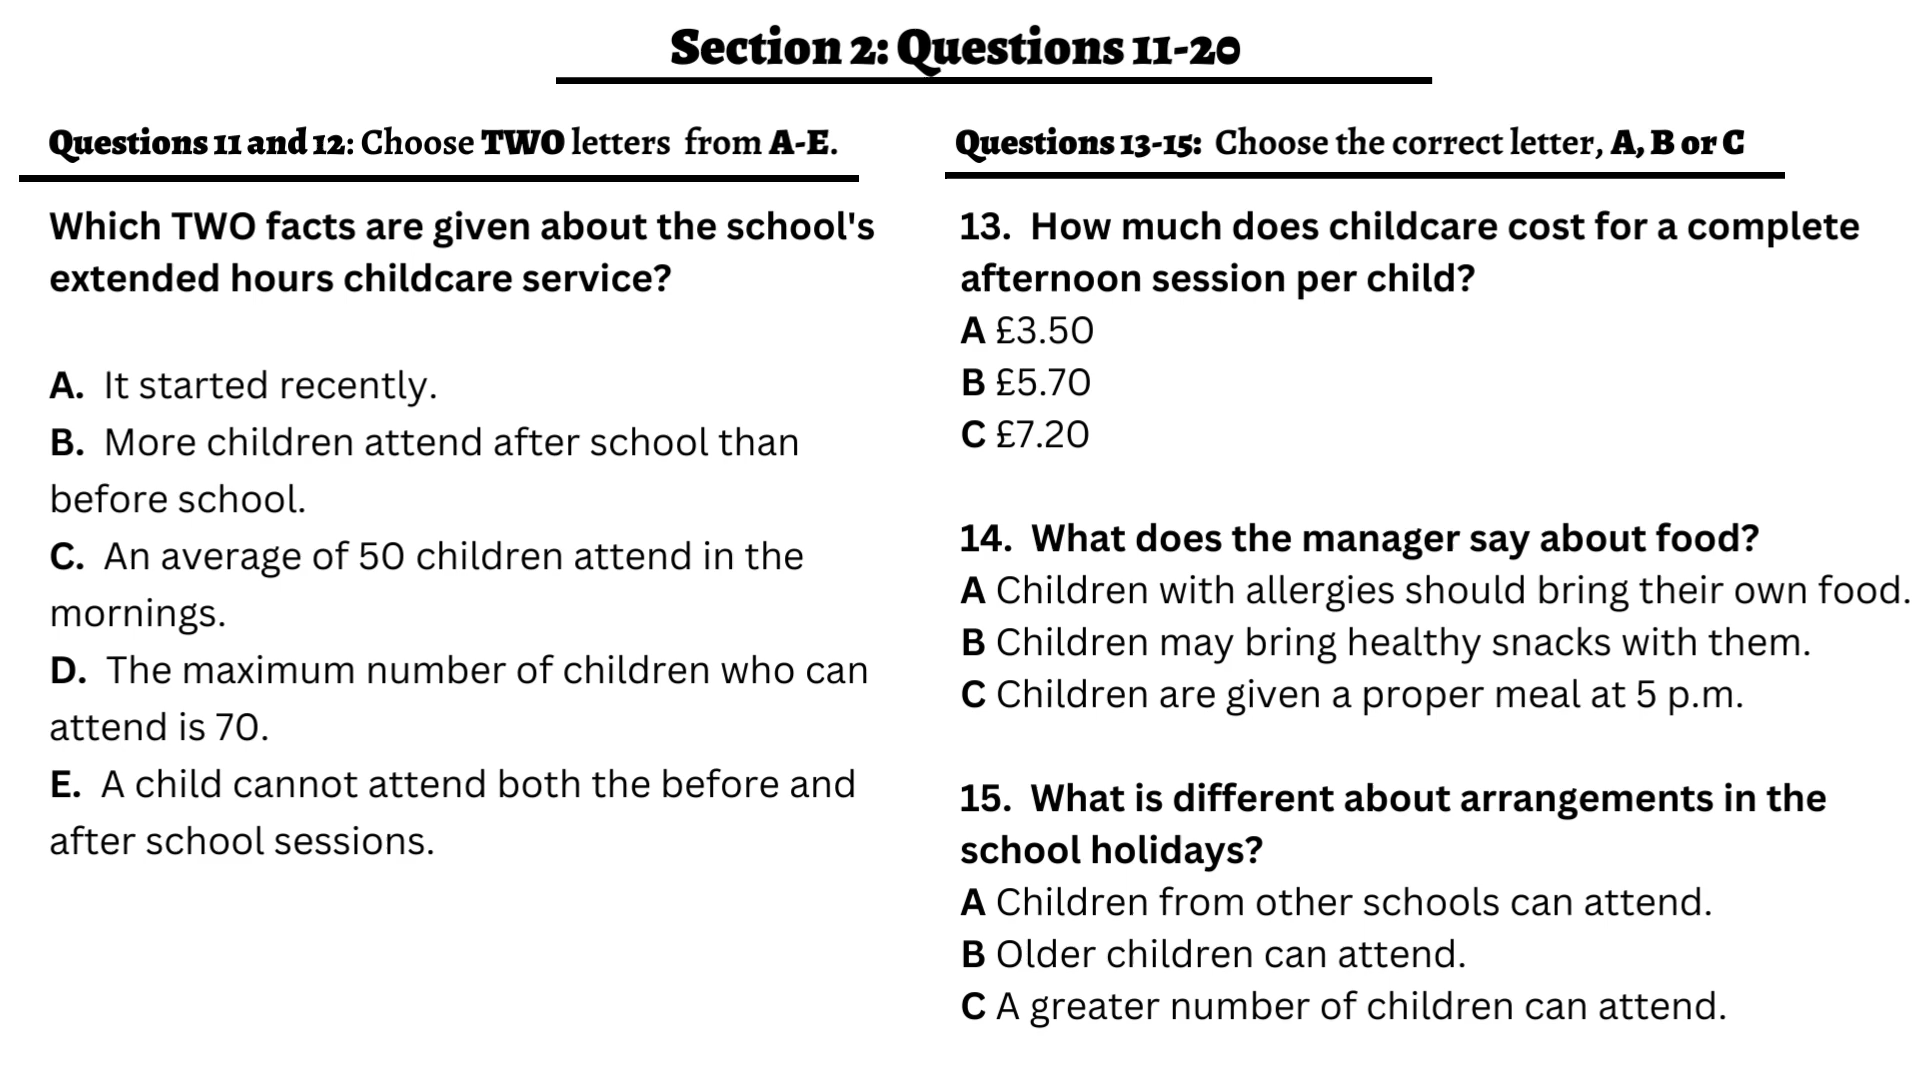 Section 2: Questions 11-20
Questions 11 and 12: Choose TWO letters from A-E.
Which TWO facts are given about the school's
extended hours childcare service?
A. It started recently.
B. More children attend after school than
before school.
C. An average of 50 children attend in the
mornings.
D. The maximum number of children who can
attend is 70.
E. A child cannot attend both the before and
after school sessions.
Questions 13-15: Choose the correct letter, A, B or C
13. How much does childcare cost for a complete
afternoon session per child?
A £3.50
B £5.70
C £7.20
14. What does the manager say about food?
A Children with allergies should bring their own food.
B Children may bring healthy snacks with them.
C Children are given a proper meal at 5 p.m.
15. What is different about arrangements in the
school holidays?
A Children from other schools can attend.
B Older children can attend.
C A greater number of children can attend.